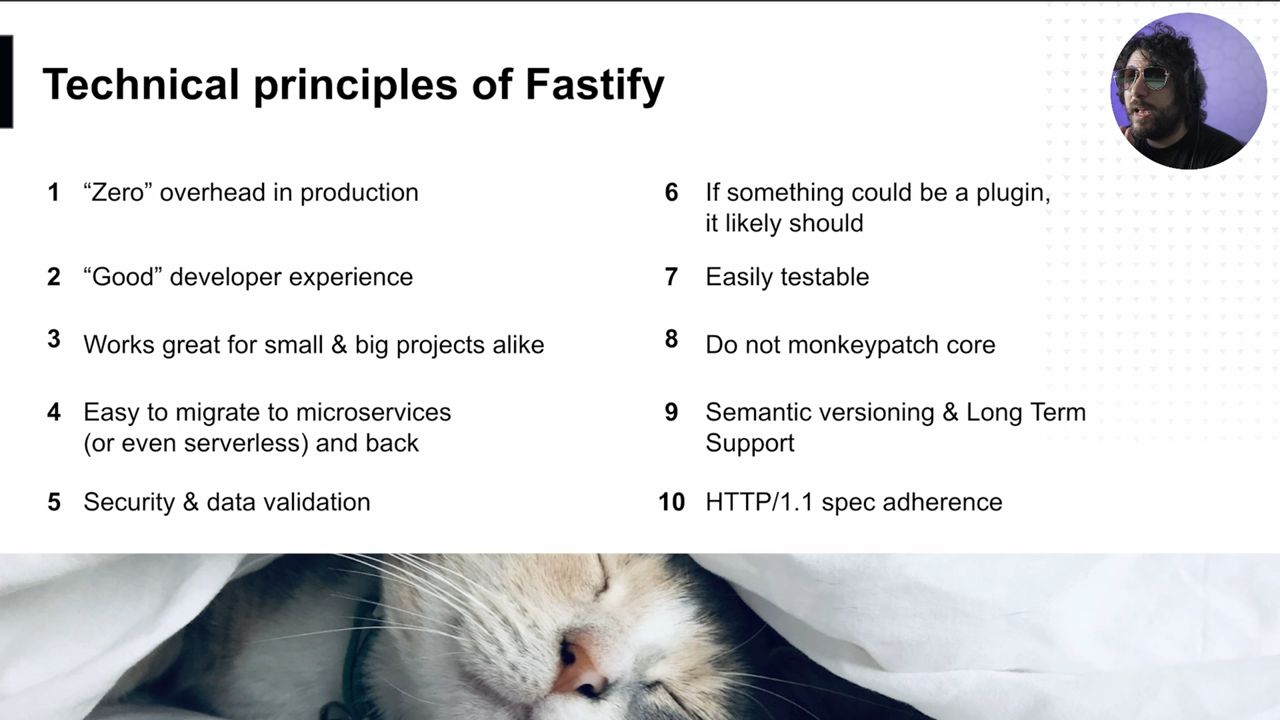 Technical principles of Fastify
1 “Zero” overhead in production
2 “Good” developer experience
3 Works great for small & big projects alike
4 Easy to migrate to microservices
(or even serverless) and back
5 Security & data validation
6 If something could be a plugin,
it likely should
7 Easily testable
8 Do not monkeypatch core
9 Semantic versioning & Long Term
Support
10 HTTP/1.1 spec adherence